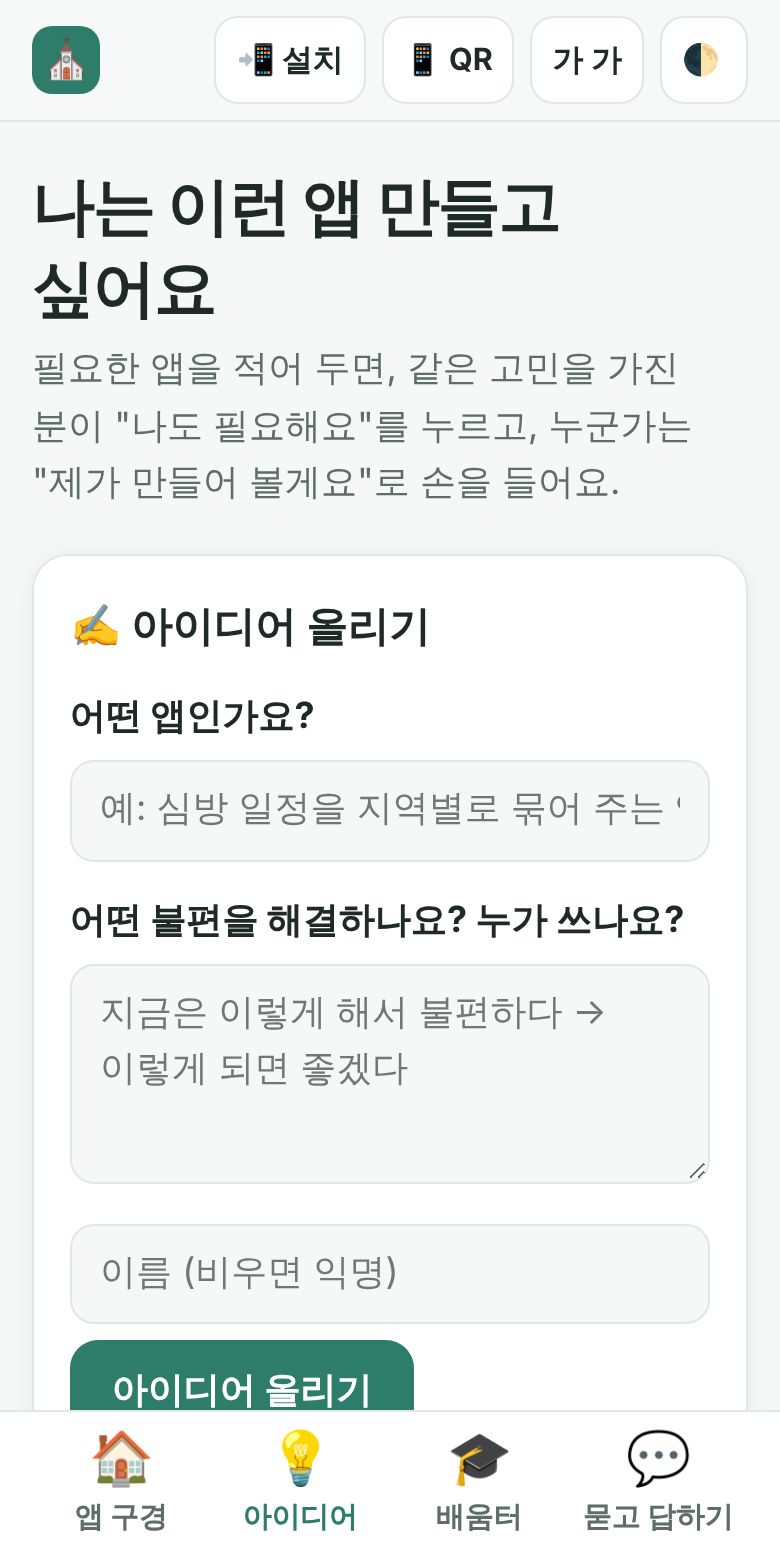 설치
QR
가 가
나는 이런 앱 만들고
싶어요
필요한 앱을 적어 두면, 같은 고민을 가진
분이 "나도 필요해요"를 누르고, 누군가는
"제가 만들어 볼게요"로 손을 들어요.
✍️ 아이디어 올리기
어떤 앱인가요?
예: 심방 일정을 지역별로 묶어 주는
어떤 불편을 해결하나요? 누가 쓰나요?
지금은 이렇게 해서 불편하다 →
이렇게 되면 좋겠다
이름 (비우면 익명)
아이디어 올리기
앱 구경
아이디어
배움터
묻고 답하기